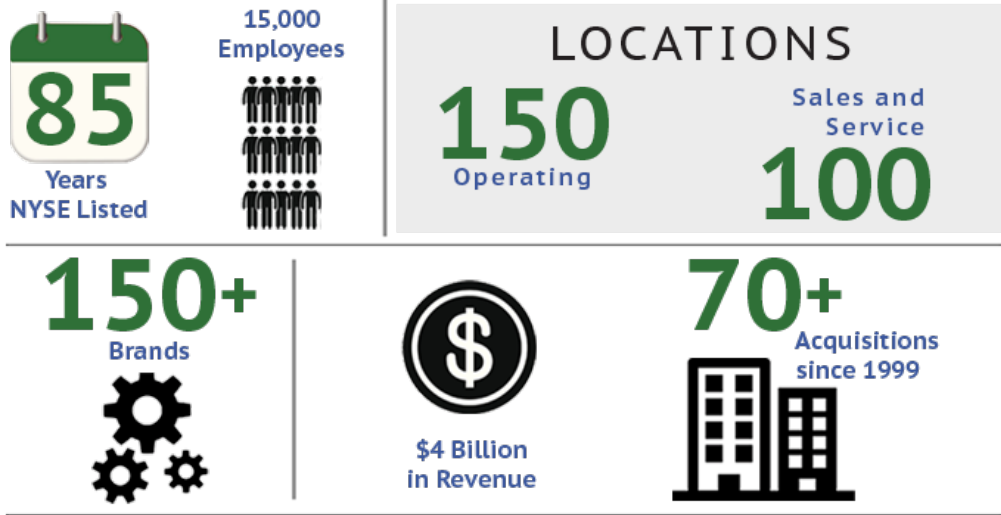 85
Years
NYSE Listed
15,000
Employees
LOCATIONS
150
Operating
Sales and
Service
100
150+
Brands
$
$4 Billion
in Revenue
70+
Acquisitions
since 1999